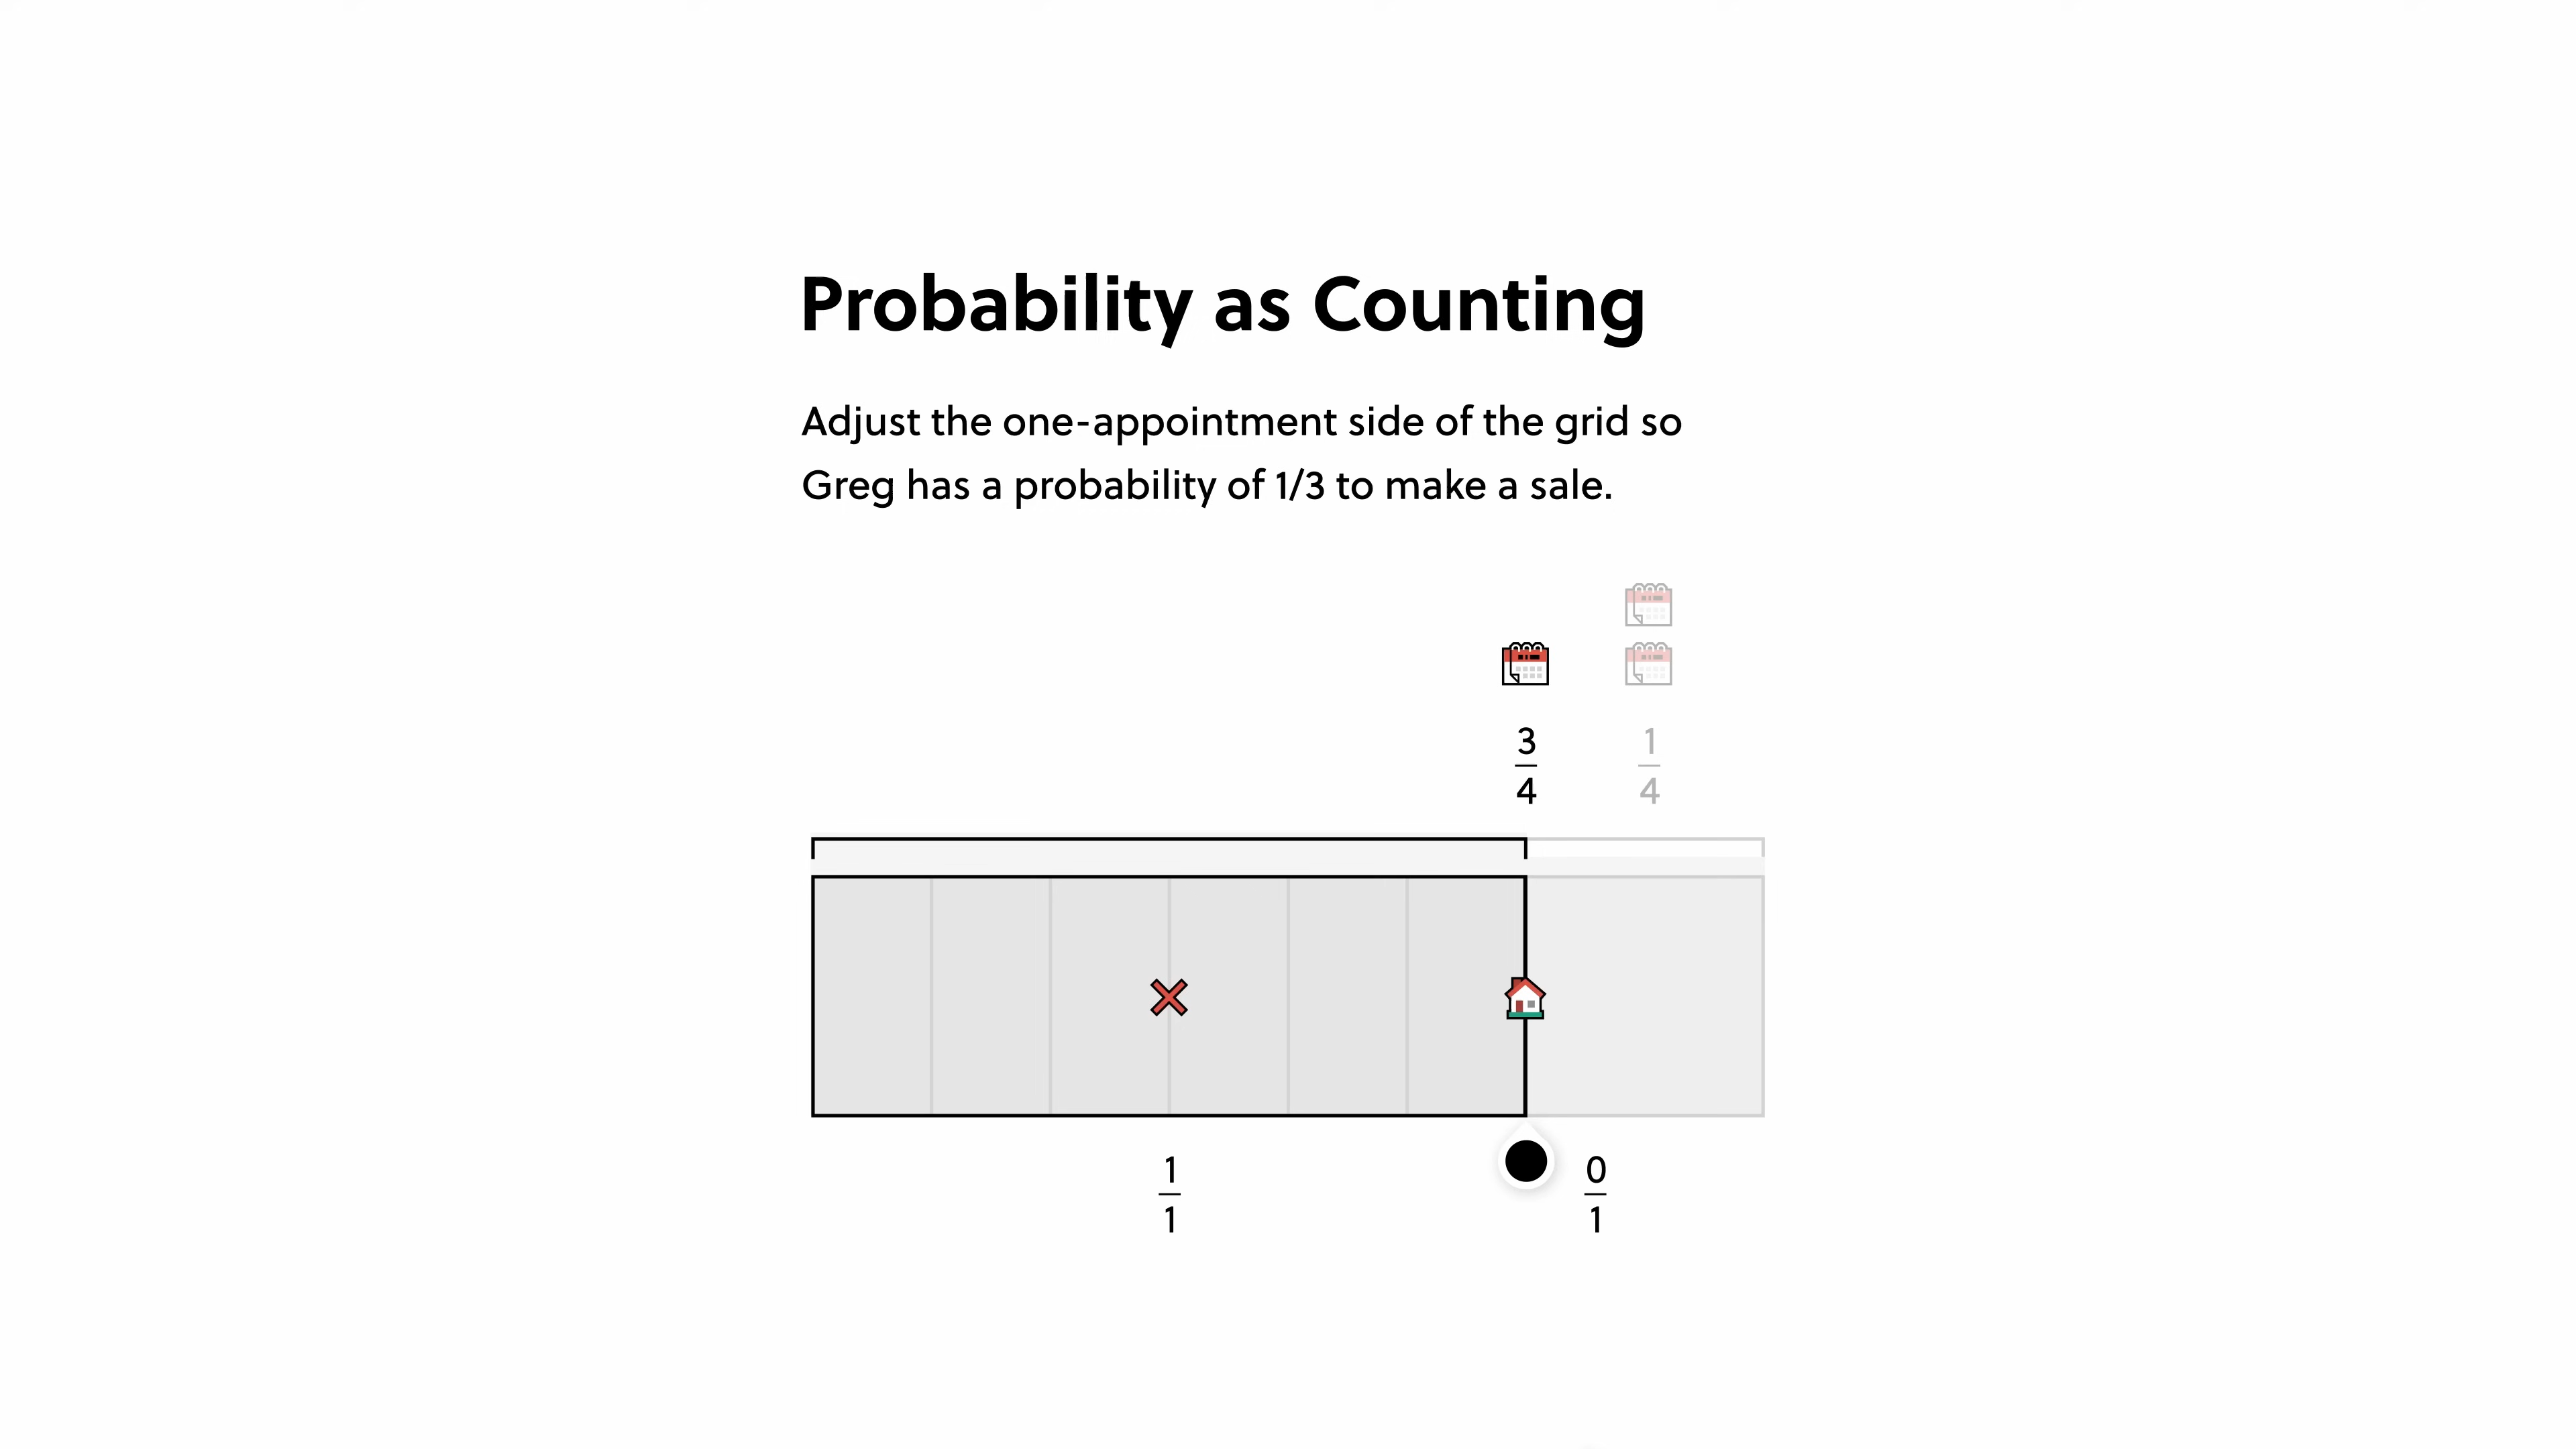 Probability as Counting
Adjust the one-appointment side of the grid so
Greg has a probability of 1/3 to make a sale.
3/4 1/4
1/1 0/1